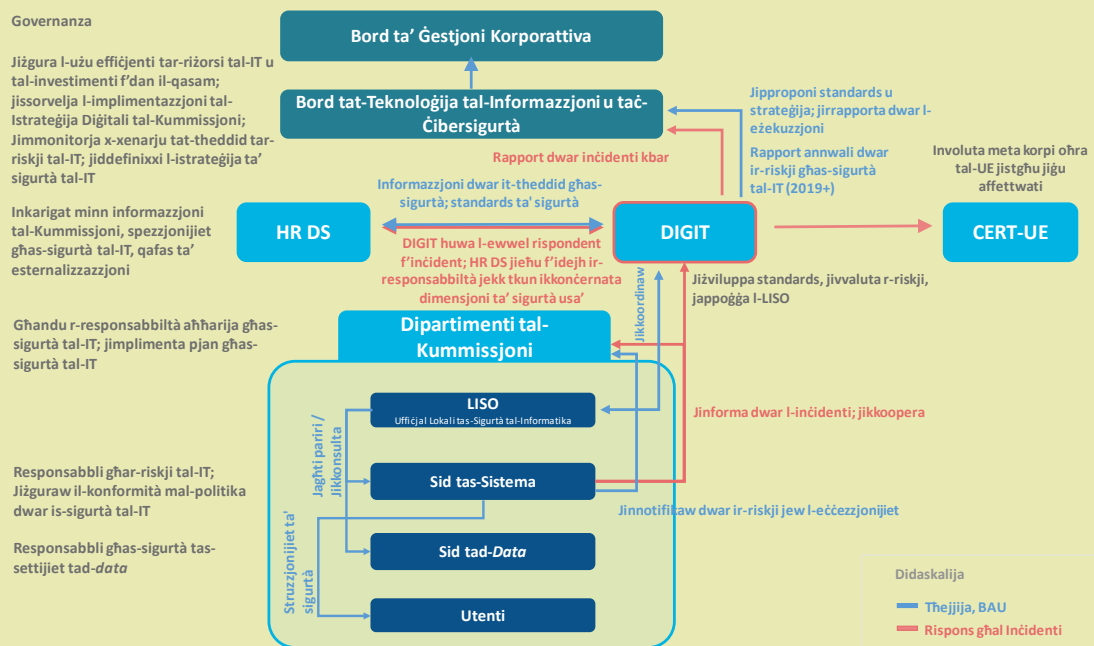 Governanza
Jiżgura l-użu effiċjenti tar-riżorsi tal-IT u
tal-investimenti f'dan il-qasam;
jissorvelja l-implimentazzjoni tal-
Istrateġija Diġitali tal-Kummissjoni;
Jimmonitorja x-xenarju tat-theddid tar-
riskji tal-IT; jiddefinixxi l-istrateġija ta'
sigurtà tal-IT
Bord ta' Ġestjoni Korporattiva
Bord tat-Teknoloġija tal-Informazzjoni u taċ-
Ċibersigurtà
Jipproponi standards u
strateġija; jirrapporta dwar l-
eżekuzzjoni
Rapport dwar inċidenti kbar
Rapport annwali dwar
ir-riskji għas-sigurtà
tal-IT (2019+)
Involuta meta korpi oħra
tal-UE jistgħu jiġu
affettwati
Inkarigat minn informazzjoni
tal-Kummissjoni, spezzjonijiet
għas-sigurtà tal-IT, qafas ta'
esternalizzazzjoni
HR DS
Informazzjoni dwar it-theddid għas-
sigurtà; standards ta' sigurtà
DIGIT huwa l-ewwel rispondent
f'inċident; HR DS jieħu f'idejh ir-
responsabbiltà jekk tkun ikkonċernata
dimensjoni ta' sigurtà usa'
DIGIT
CERT-UE
Jiżviluppa standards, jivvaluta r-riskji,
jappoġġa l-LISO
Jikkoordinaw
Għandu r-responsabbiltà aħħarija għas-
sigurtà tal-IT; jimplimenta pjan għas-
sigurtà tal-IT
Dipartimenti tal-
Kummissjoni
LISO
Uffiċjal Lokali tas-Sigurtà tal-Informatika
Jinforma dwar l-inċidenti; jikkoopera
Jagħti pariri /
Jikkonsulta
Responsabbli għar-riskji tal-IT;
Jiżguraw il-konformità mal-politika
dwar is-sigurtà tal-IT
Sid tas-Sistema
Jinnotifikaw dwar ir-riskji jew l-eċċezzjonijiet
Struzzjonijiet ta'
sigurtà
Responsabbli għas-sigurtà tas-
settijiet tad-data
Sid tad-Data
Utenti
Didaskalija
Tħejjija, BAU
Rispons għal Inċidenti